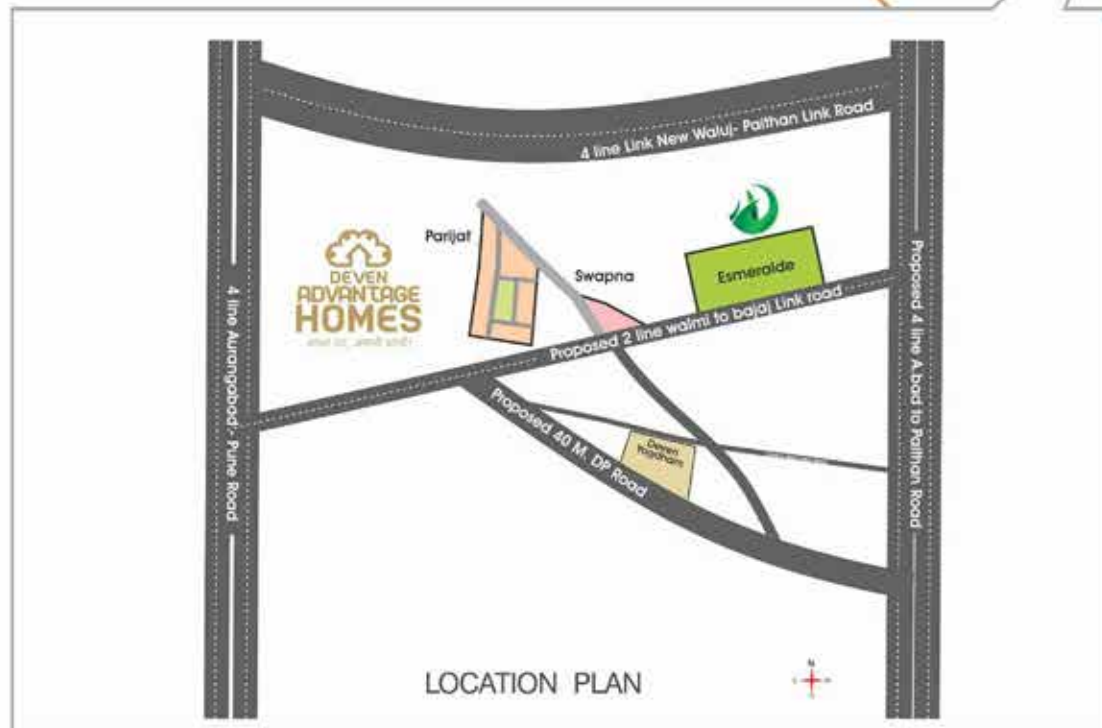 4 line Link New Waluj- Paithan Link Road
Parijat
DEVEN
ADVANTAGE
HOMES
Swapna
Esmeralde
Proposed 2 line walmi to bajaj Link road
4 line Aurangabad:- Pune Road
Proposed 4 line A.bad to Paithan Road
Proposed 40 M. DP Road
Deven
Yogdham
N
LOCATION PLAN